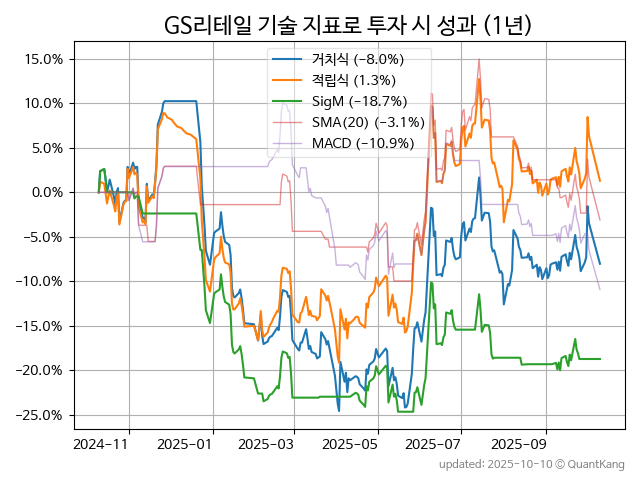 GS리테일 기술 지표로 투자 시 성과 (1년)
거치식 (−8.0%)
적립식 (1.3%)
SigM (−18.7%)
SMA(20) (−3.1%)
MACD (−10.9%)
15.0%
10.0%
5.0%
0.0%
−5.0%
−10.0%
−15.0%
−20.0%
−25.0%
2024-11 2025-01 2025-03 2025-05 2025-07 2025-09
updated: 2025-10-10 © QuantKang